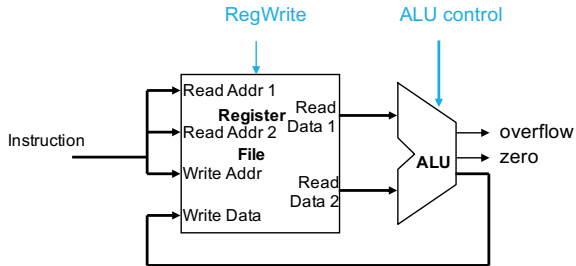 RegWrite
ALU control
Instruction
Read Addr 1
Register
Read Addr 2
File
Write Addr
Write Data
Read
Data 1
Read
Data 2
ALU
overflow
zero